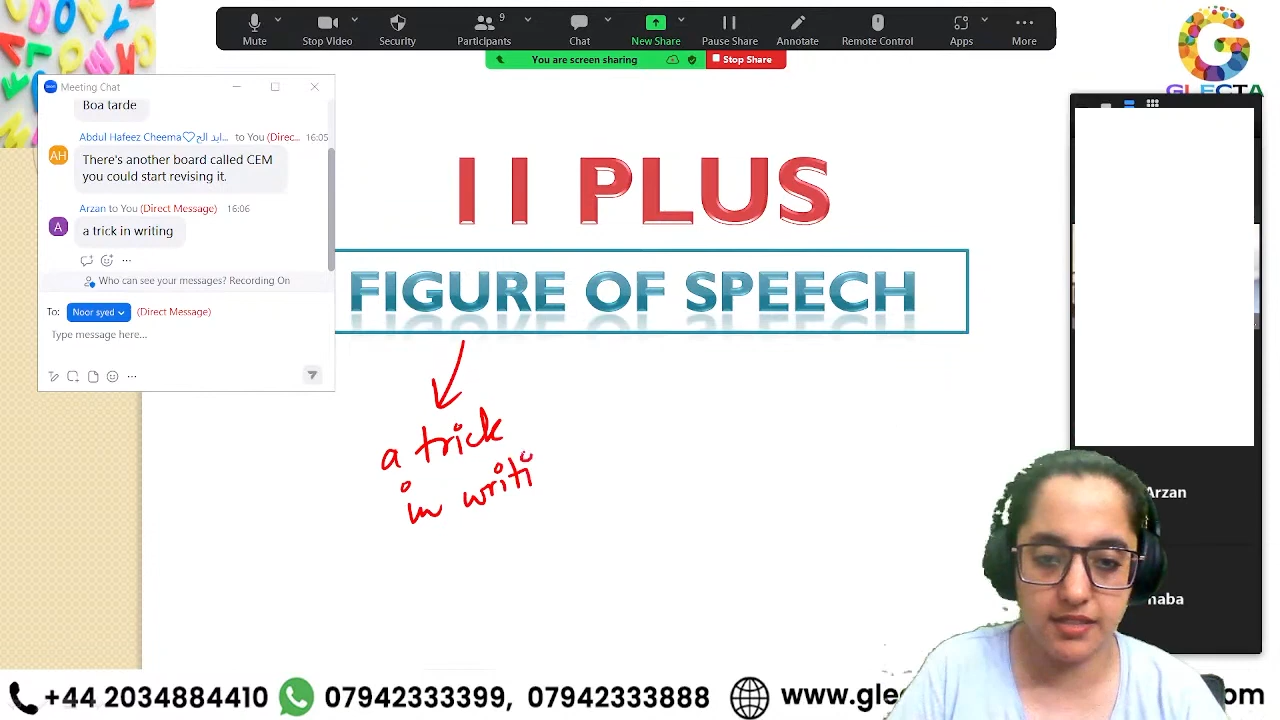 Mute
Stop Video
Security
Participants
9
Chat
New Share
Pause Share
Annotate
Remote Control
Apps
More
You are screen sharing
Stop Share
GLECTA
Meeting Chat
Boa tarde
Abdul Hafeez Cheema♡ to You (Direc... 16:05
AH
There's another board called CEM
you could start revising it.
Arzan to You (Direct Message) 16:06
A
a trick in writing
Who can see your messages? Recording On
To: Noor syed (Direct Message)
Type message here...
11 PLUS
FIGURE OF SPEECH
a trick
in writi
Arzan
+44 2034884410 07942333399, 07942333888